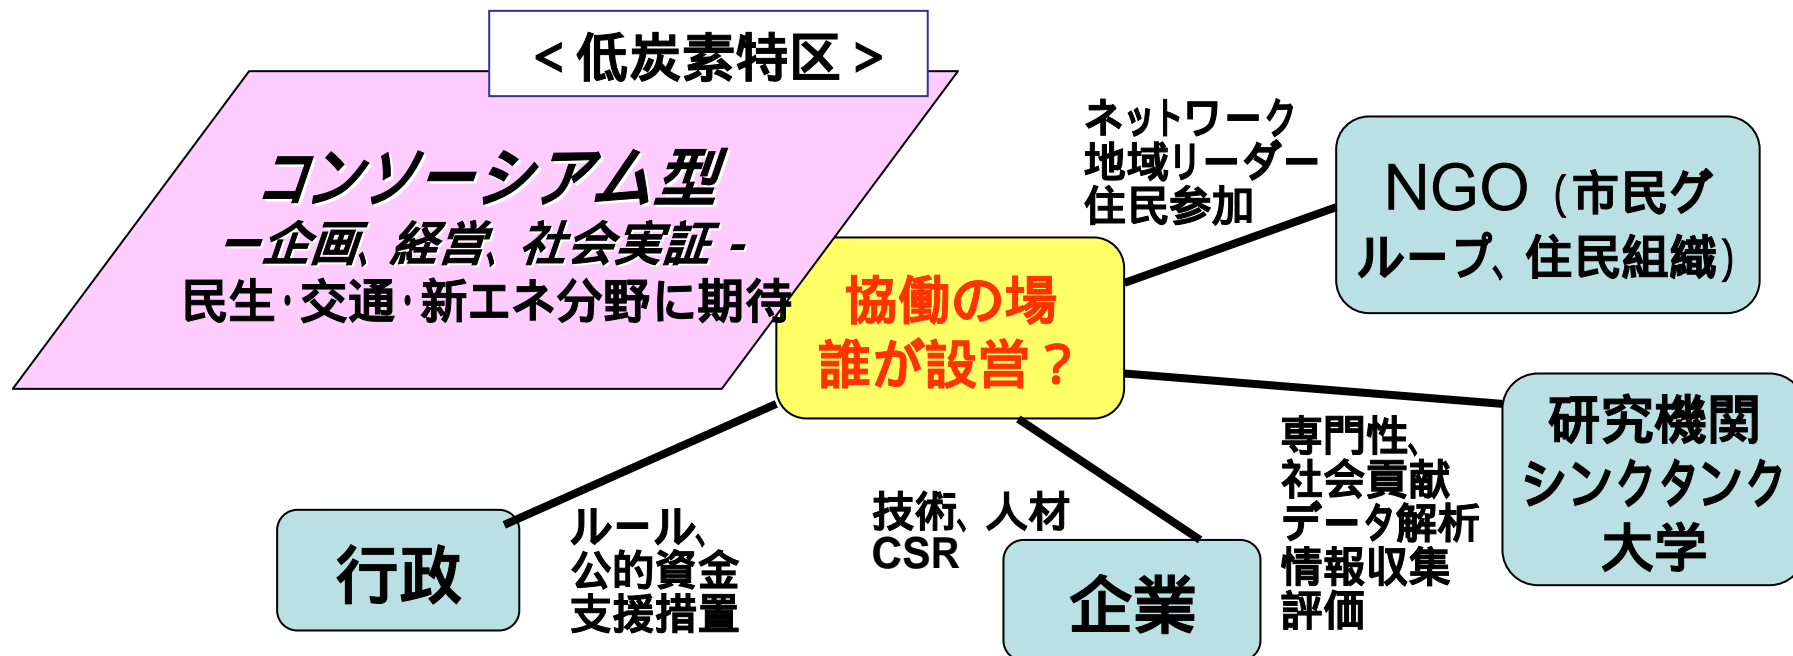 ＜低炭素特区＞
コンソーシアム型
ー企画、経営、社会実証-
民生・交通・新エネ分野に期待
協働の場
誰が設営？
ネットワーク
地域リーダー
住民参加
NGO（市民グ
ループ、住民組織）
研究機関
シンクタンク
大学
専門性、
社会貢献
データ解析
情報収集
評価
技術、人材
CSR
企業
ルール、
公的資金
支援措置
行政